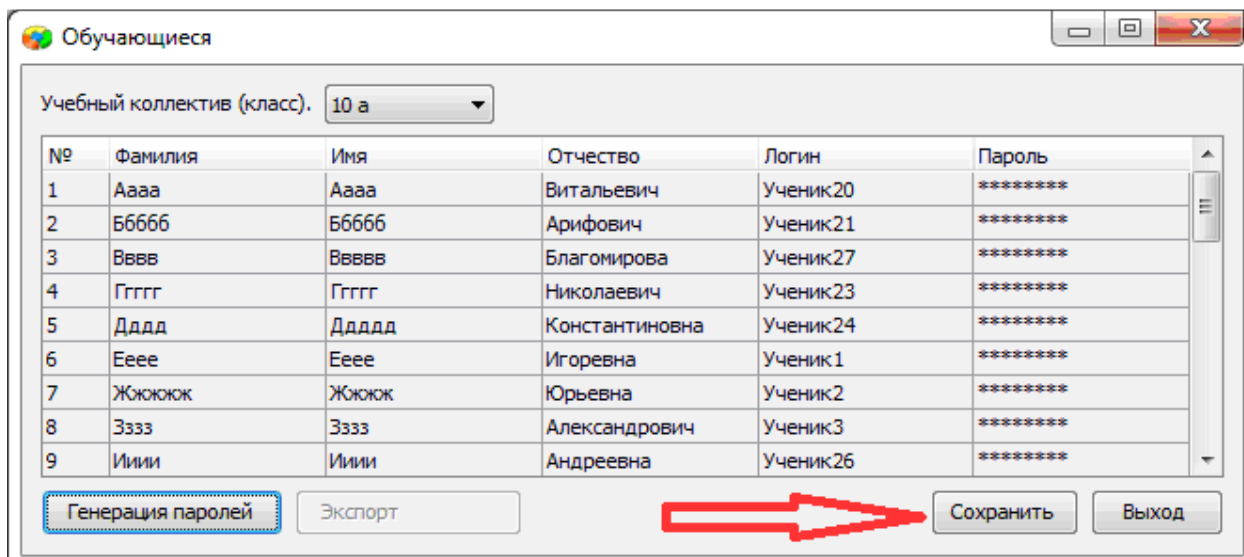 Обучающиеся
Учебный коллектив (класс). 10 а
№ Фамилия Имя Отчество Логин Пароль
1 Аааа Аааа Витальевич Ученик20 ********
2 Ббббб Ббббб Арифович Ученик21 ********
3 Вввв Ввввв Благомирова Ученик27 ********
4 Ггггг Ггггг Николаевич Ученик23 ********
5 Дддд Ддддд Константиновна Ученик24 ********
6 Ееее Ееее Игоревна Ученик1 ********
7 Жжжжж Жжжж Юрьевна Ученик2 ********
8 Зззз Зззз Александрович Ученик3 ********
9 Ииии Ииии Андреевна Ученик26 ********
Генерация паролей Экспорт Сохранить Выход